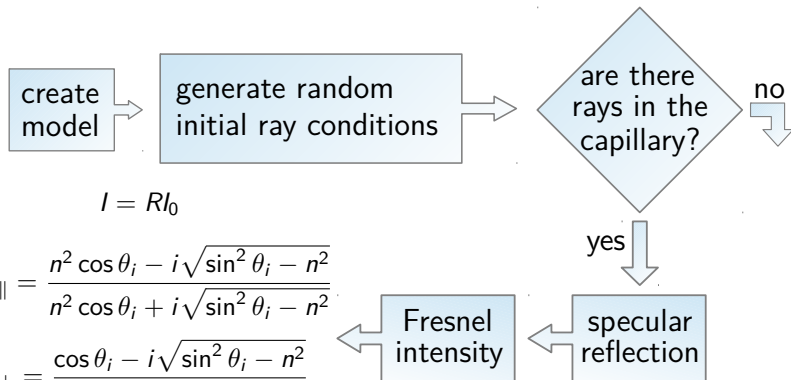 create
model
generate random
initial ray conditions
are there
rays in the
capillary?
no
I = RI₀
yes
∥ = (n² cos θᵢ − i√(sin² θᵢ − n²)) / (n² cos θᵢ + i√(sin² θᵢ − n²))
Fresnel
intensity
specular
reflection
= cos θᵢ − i√(sin² θᵢ − n²)